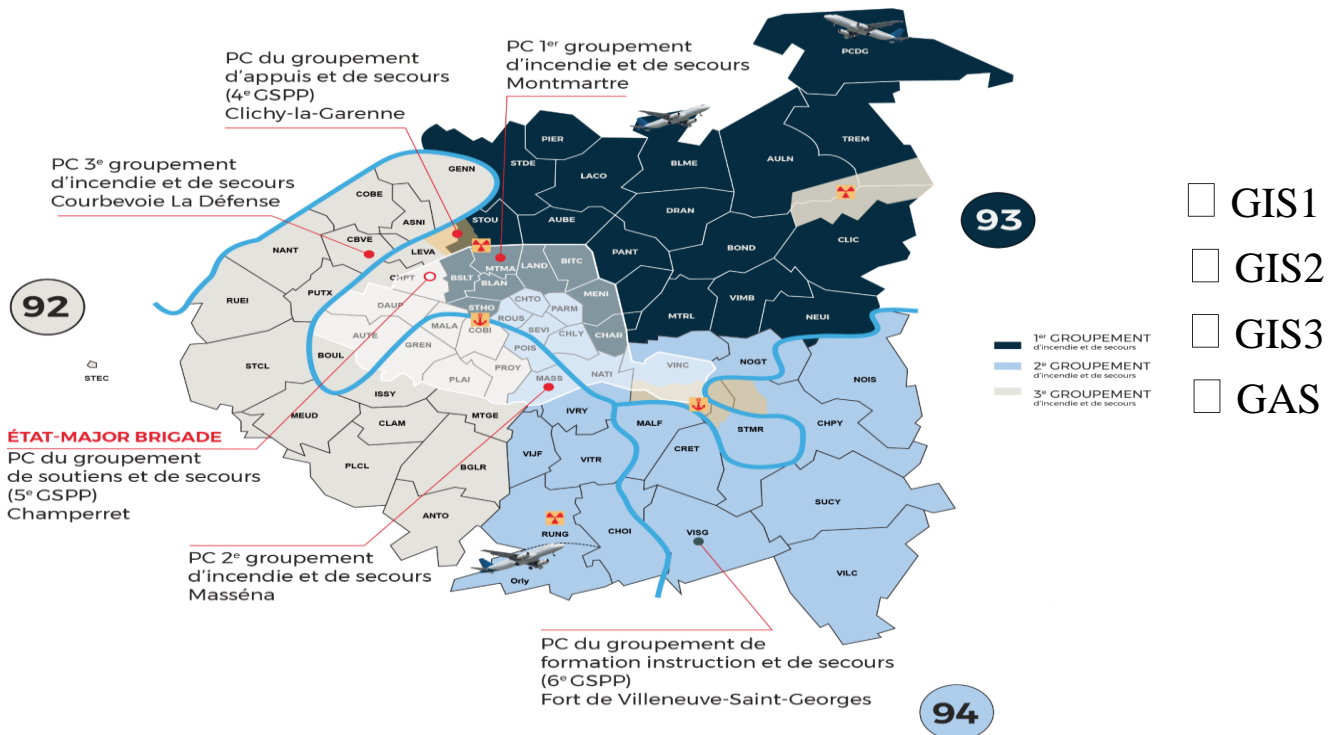 PC du groupement
d'appuis et de secours
(4e GSPP)
Clichy-la-Garenne
PC 1er groupement
d'incendie et de secours
Montmartre
PC 3e groupement
d'incendie et de secours
Courbevoie La Défense
PCDG
TREM
AULN
BLME
PIER
STDE
LACO
DRAN
AUBE
STOU
GENN
COBE
ASNI
CBVE
LEVA
NANT
PUTX
RUEI
92
93
CLIC
BOND
PANT
VIMB
MTRL
NEUI
BSLT
MTMA
LAND
BITC
BLAN
MENI
STHO
CHTO
ROUS
PARM
CHAR
DAUP
AUTE
MALA
COBI
SEVI
CHLY
POIS
GREN
BOUL
PLAI
PROY
MASS
NATI
VINC
NOGT
NOIS
STCL
STEC
ISSY
MEUD
CLAM
MTGE
PLCL
BGLR
ANTO
IVRY
MALF
STMR
CHPY
VIJF
VITR
CRET
SUCY
RUNG
CHOI
VISG
VILC
Orly
1er GROUPEMENT
d'incendie et de secours
2e GROUPEMENT
d'incendie et de secours
3e GROUPEMENT
d'incendie et de secours
GIS1
GIS2
GIS3
GAS
ÉTAT-MAJOR BRIGADE
PC du groupement
de soutiens et de secours
(5e GSPP)
Champerret
PC 2e groupement
d'incendie et de secours
Masséna
PC du groupement de
formation instruction et de secours
(6e GSPP)
Fort de Villeneuve-Saint-Georges
94